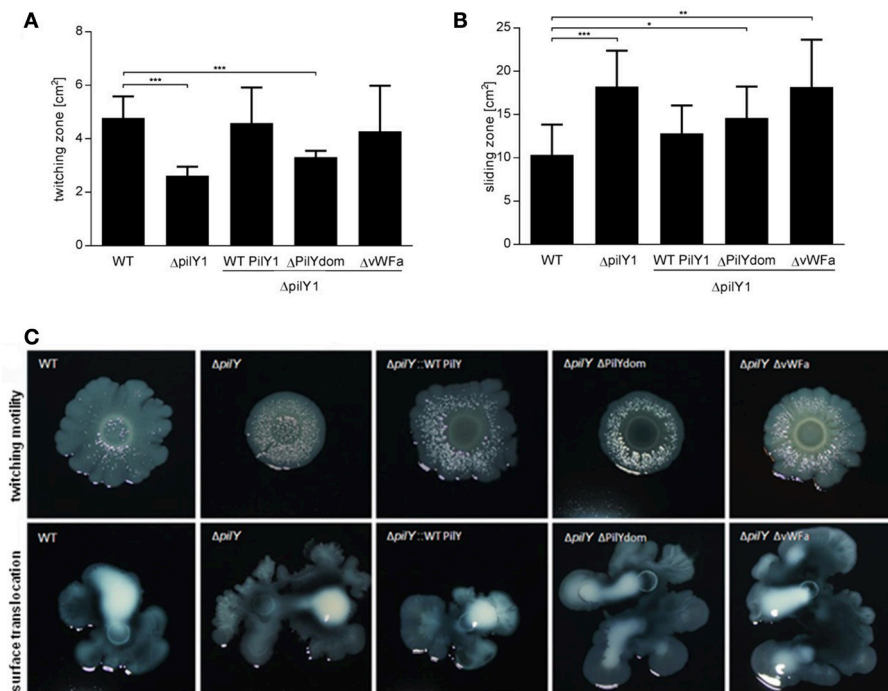 A
twitching zone [cm²]
8
6
4
2
0
***
***
WT
ΔpilY1
WT PilY1
ΔPilYdom
ΔvWFa
ΔpilY1
B
sliding zone [cm²]
25
20
15
10
5
0
**
*
***
WT
ΔpilY1
WT PilY1
ΔPilYdom
ΔvWFa
ΔpilY1
C
twitching motility
WT
ΔpilY
ΔpilY::WT PilY
ΔpilY ΔPilYdom
ΔpilY ΔvWFa
surface translocation
WT
ΔpilY
ΔpilY::WT PilY
ΔpilY ΔPilYdom
ΔpilY ΔvWFa